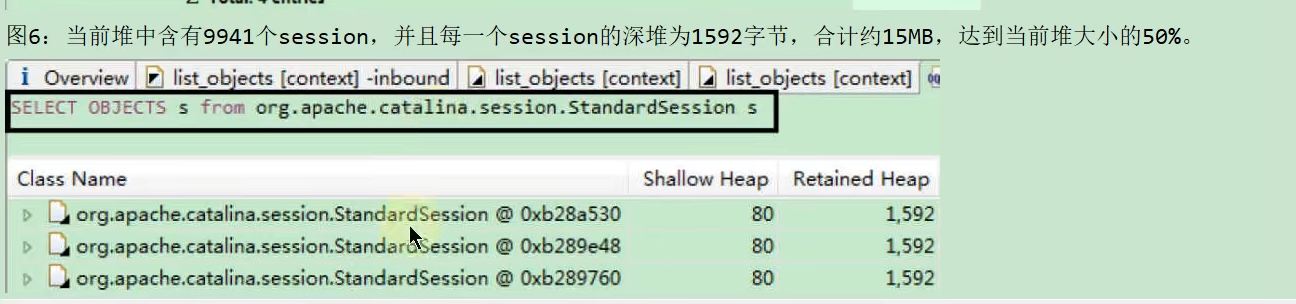 图6：当前堆中含有9941个session，并且每一个session的深堆为1592字节，合计约15MB，达到当前堆大小的50%。
i Overview list_objects [context] -inbound list_objects [context] list_objects [context]
SELECT OBJECTS s from org.apache.catalina.session.StandardSession s
Class Name Shallow Heap Retained Heap
org.apache.catalina.session.StandardSession @ 0xb28a530 80 1,592
org.apache.catalina.session.StandardSession @ 0xb289e48 80 1,592
org.apache.catalina.session.StandardSession @ 0xb289760 80 1,592